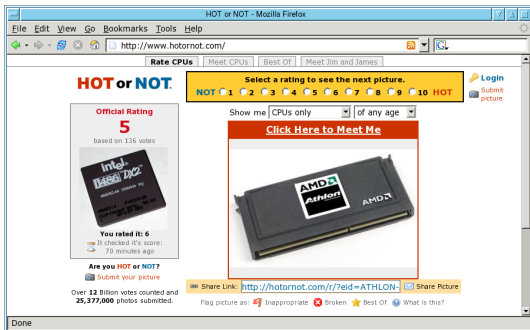 HOT or NOT - Mozilla Firefox
File Edit View Go Bookmarks Tools Help
http://www.hotornot.com/
G
Rate CPUs Meet CPUs Best Of Meet Jim and James
HOT or NOT.
Select a rating to see the next picture.
NOT 1 2 3 4 5 6 7 8 9 10 HOT
Login
Submit picture
Official Rating
5
based on 136 votes
intel
i486 DX2™
You rated it: 6
It checked it's score:
70 minutes ago
Are you HOT or NOT?
Submit your picture
Over 12 Billion votes counted and
25,377,000 photos submitted.
Show me CPUs only of any age
Click Here to Meet Me
AMD
Athlon
AMD
Share Link: http://hotornot.com/r/?eid=ATHLON- Share Picture
Flag picture as: Inappropriate Broken Best Of What is this?
Done